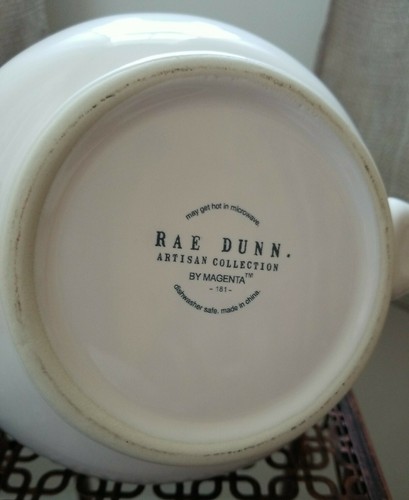 may get hot in microwave.
RAE DUNN.
ARTISAN COLLECTION
BY MAGENTA™
- 161 -
dishwasher safe. made in china.